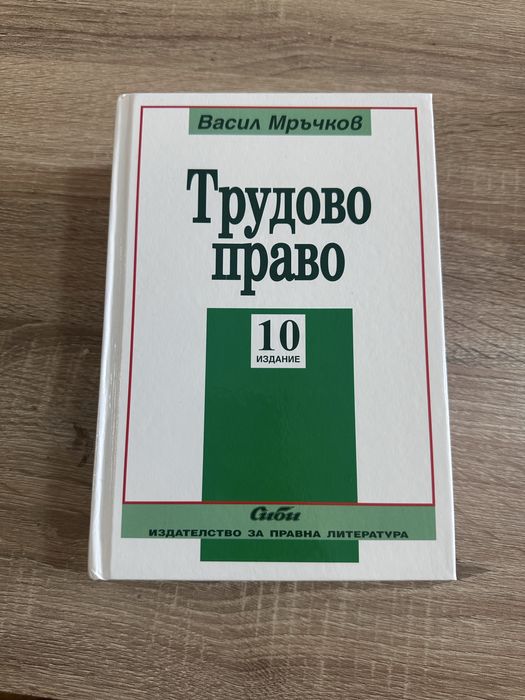 Васил Мръчков
Трудово
право
10
ИЗДАНИЕ
Сиби
ИЗДАТЕЛСТВО ЗА ПРАВНА ЛИТЕРАТУРА